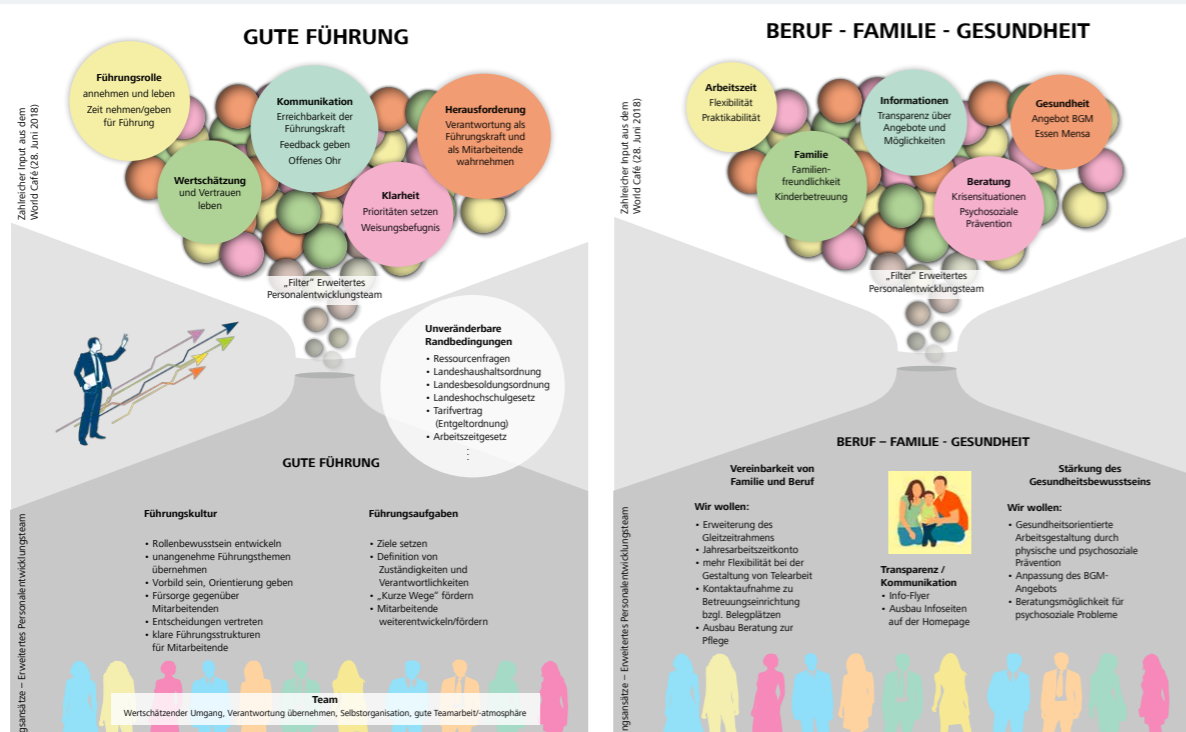 GUTE FÜHRUNG
Zahlreicher Input aus dem
World Café (28. Juni 2018)
Führungsrolle
annehmen und leben
Zeit nehmen/geben
für Führung
Kommunikation
Erreichbarkeit der
Führungskraft
Feedback geben
Offenes Ohr
Herausforderung
Verantwortung als
Führungskraft und
als Mitarbeitende
wahrnehmen
Wertschätzung
und Vertrauen
leben
Klarheit
Prioritäten setzen
Weisungsbefugnis
„Filter“ Erweitertes
Personalentwicklungsteam
Unveränderbare
Randbedingungen
• Ressourcenfragen
• Landeshaushaltsordnung
• Landesbesoldungsordnung
• Landeshochschulgesetz
• Tarifvertrag
(Entgeltordnung)
• Arbeitszeitgesetz
⋮
GUTE FÜHRUNG
Führungskultur
• Rollenbewusstsein entwickeln
• unangenehme Führungsthemen
übernehmen
• Vorbild sein, Orientierung geben
• Fürsorge gegenüber
Mitarbeitenden
• Entscheidungen vertreten
• klare Führungsstrukturen
für Mitarbeitende
Führungsaufgaben
• Ziele setzen
• Definition von
Zuständigkeiten und
Verantwortlichkeiten
• „Kurze Wege“ fördern
• Mitarbeitende
weiterentwickeln/fördern
ngsansätze – Erweitertes Personalentwicklungsteam
Team
Wertschätzender Umgang, Verantwortung übernehmen, Selbstorganisation, gute Teamarbeit/-atmosphäre
BERUF - FAMILIE - GESUNDHEIT
Zahlreicher Input aus dem
World Café (28. Juni 2018)
Arbeitszeit
Flexibilität
Praktikabilität
Informationen
Transparenz über
Angebote und
Möglichkeiten
Gesundheit
Angebot BGM
Essen Mensa
Familie
Familien-
freundlichkeit
Kinderbetreuung
Beratung
Krisensituationen
Psychosoziale
Prävention
„Filter“ Erweitertes
Personalentwicklungsteam
BERUF – FAMILIE - GESUNDHEIT
Vereinbarkeit von
Familie und Beruf
Wir wollen:
• Erweiterung des
Gleitzeitrahmens
• Jahresarbeitszeitkonto
• mehr Flexibilität bei der
Gestaltung von Telearbeit
• Kontaktaufnahme zu
Betreuungseinrichtung
bzgl. Belegplätzen
• Ausbau Beratung zur
Pflege
Transparenz /
Kommunikation
• Info-Flyer
• Ausbau Infoseiten
auf der Homepage
Stärkung des
Gesundheitsbewusstseins
Wir wollen:
• Gesundheitsorientierte
Arbeitsgestaltung durch
physische und psychosoziale
Prävention
• Anpassung des BGM-
Angebots
• Beratungsmöglichkeit für
psychosoziale Probleme
ngsansätze – Erweitertes Personalentwicklungsteam